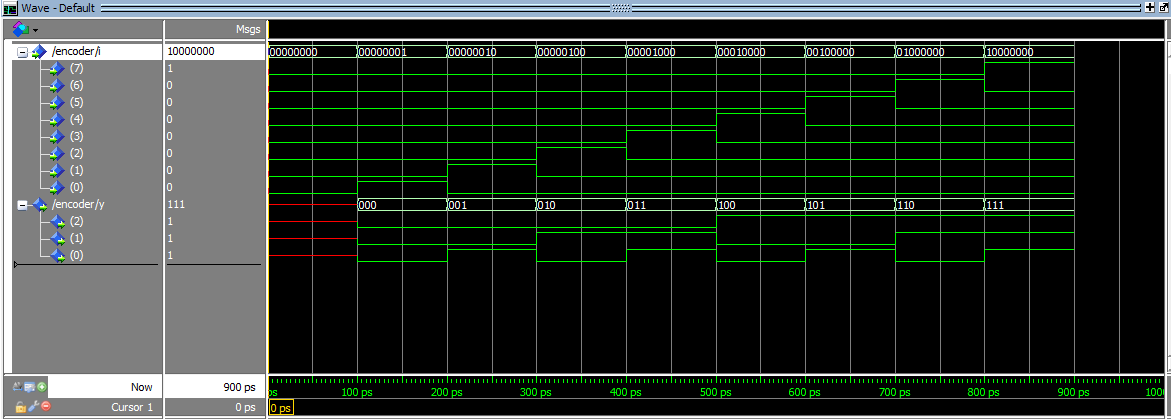 Wave - Default
Msgs
/encoder/i 10000000 00000000 00000001 00000010 00000100 00001000 00010000 00100000 01000000 10000000
(7) 1
(6) 0
(5) 0
(4) 0
(3) 0
(2) 0
(1) 0
(0) 0
/encoder/y 111 000 001 010 011 100 101 110 111
(2) 1
(1) 1
(0) 1
Now 900 ps ps 100 ps 200 ps 300 ps 400 ps 500 ps 600 ps 700 ps 800 ps 900 ps 1000
Cursor 1 0 ps 0 ps